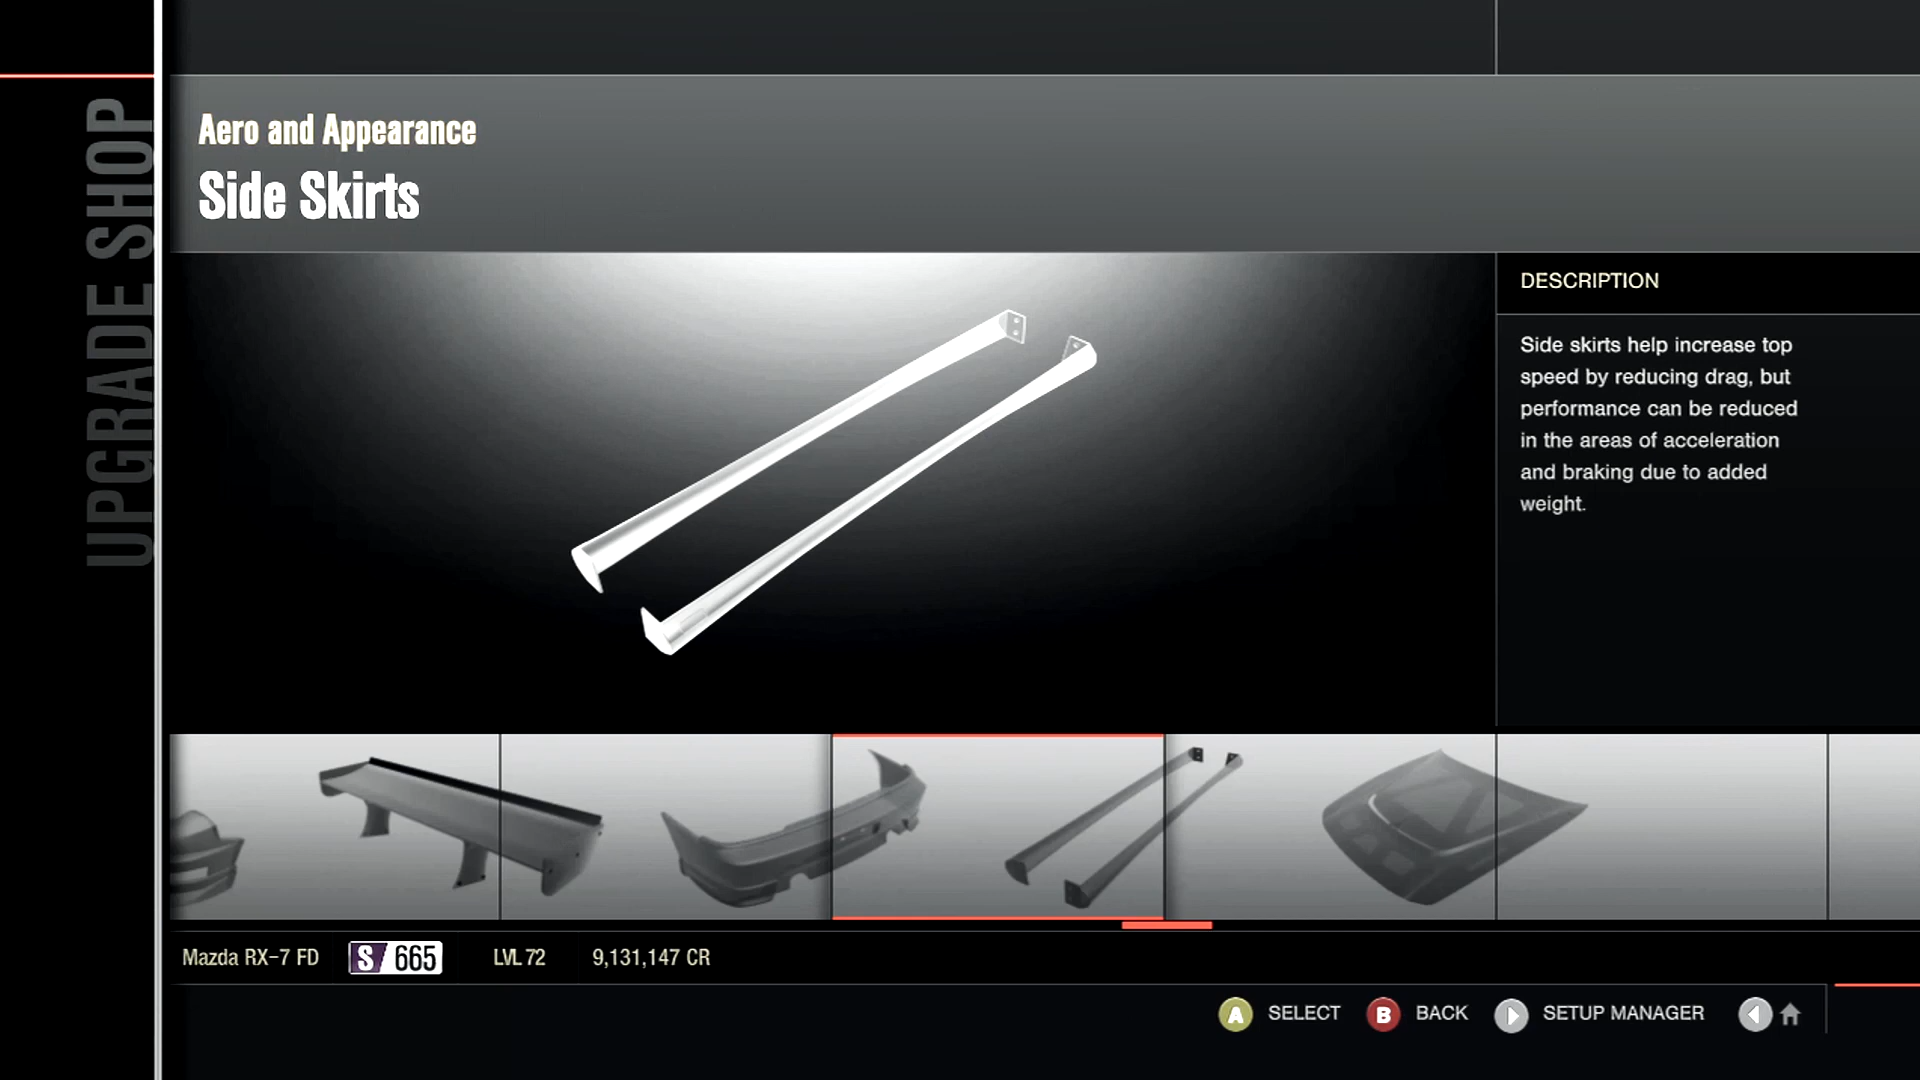 UPGRADE SHOP
Aero and Appearance
Side Skirts
DESCRIPTION
Side skirts help increase top
speed by reducing drag, but
performance can be reduced
in the areas of acceleration
and braking due to added
weight.
Mazda RX-7 FD S 665 LVL 72 9,131,147 CR
A SELECT B BACK SETUP MANAGER